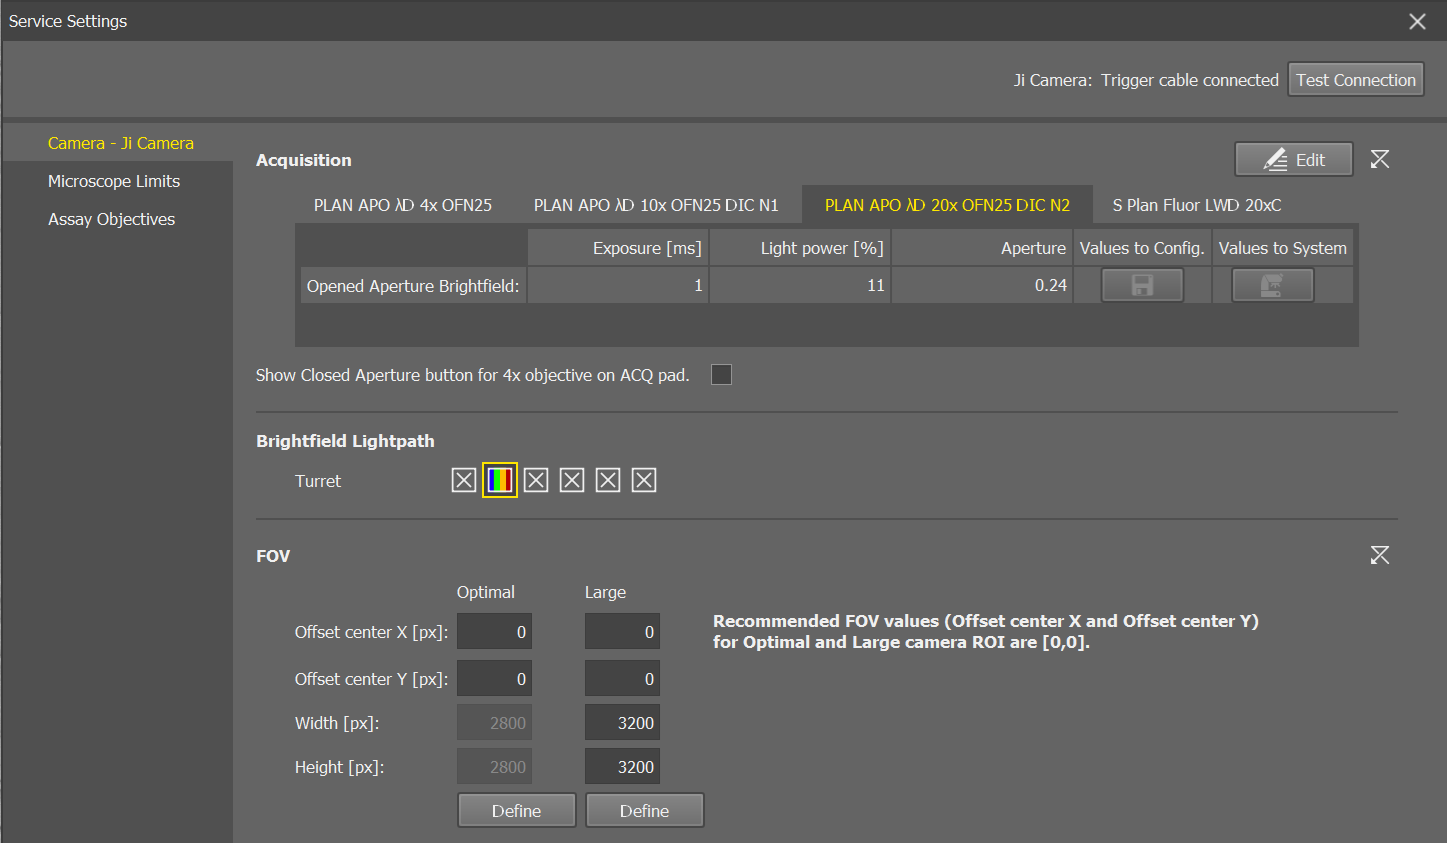 Service Settings
Ji Camera: Trigger cable connected Test Connection
Camera - Ji Camera
Microscope Limits
Assay Objectives
Acquisition Edit
PLAN APO λD 4x OFN25 PLAN APO λD 10x OFN25 DIC N1 PLAN APO λD 20x OFN25 DIC N2 S Plan Fluor LWD 20xC
Exposure [ms] Light power [%] Aperture Values to Config. Values to System
Opened Aperture Brightfield: 1 11 0.24
Show Closed Aperture button for 4x objective on ACQ pad.
Brightfield Lightpath
Turret
FOV
Optimal Large
Offset center X [px]: 0 0
Offset center Y [px]: 0 0
Width [px]: 2800 3200
Height [px]: 2800 3200
Define Define
Recommended FOV values (Offset center X and Offset center Y)
for Optimal and Large camera ROI are [0,0].